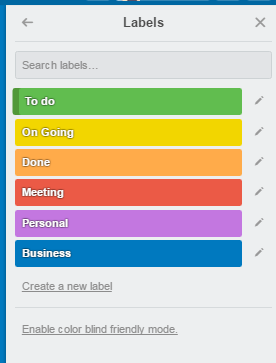 Labels
Search labels...
To do
On Going
Done
Meeting
Personal
Business
Create a new label
Enable color blind friendly mode.